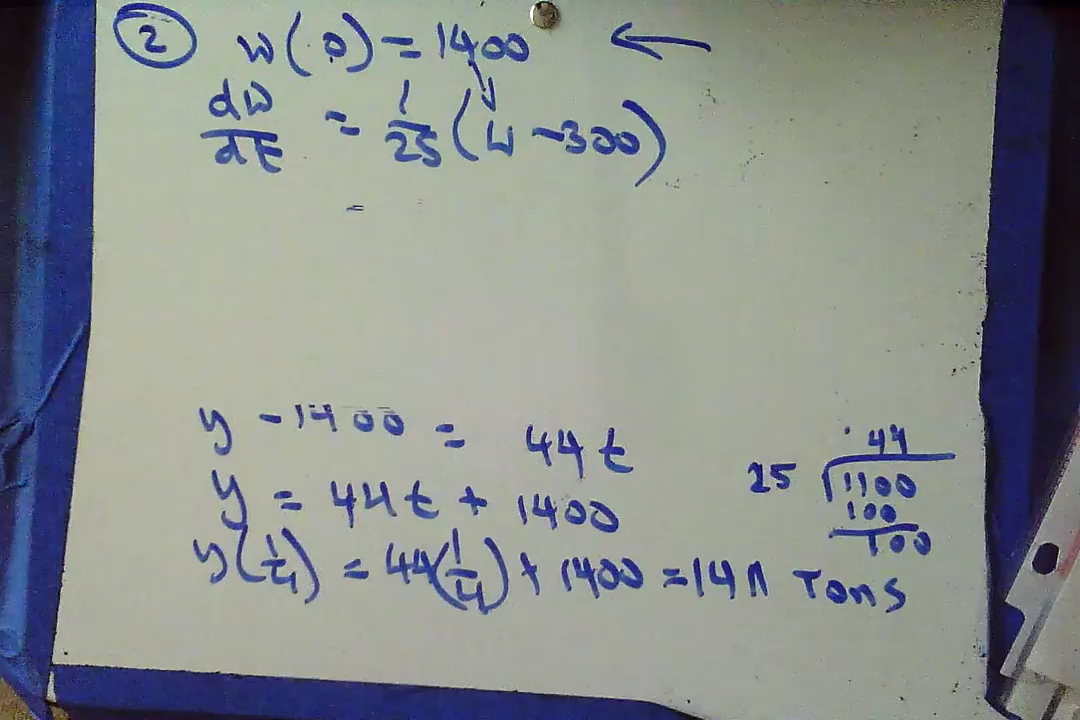 ② W(0) = 1400 ←
dW/dt = 1/25 (W - 300)
=
y - 1400 = 44t
y = 44t + 1400
y(1/4) = 44(1/4) + 1400 = 1411 Tons
44
25 √1100
100
100